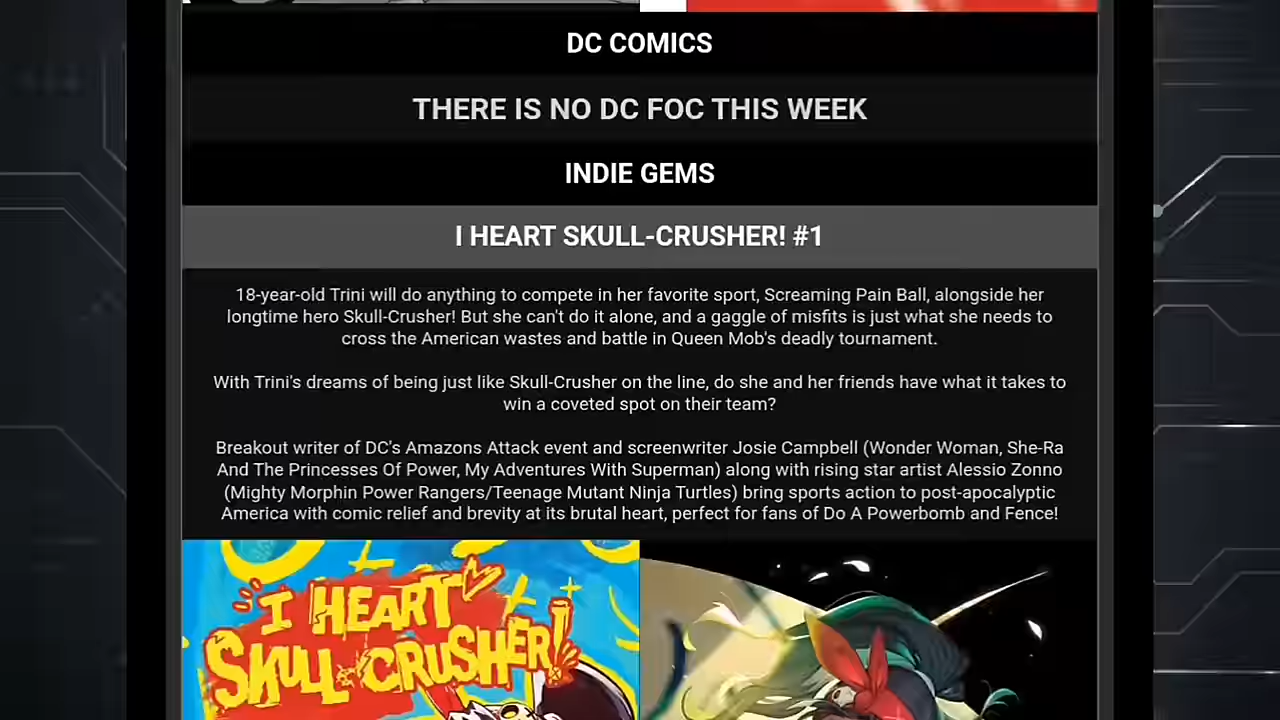 DC COMICS
THERE IS NO DC FOC THIS WEEK
INDIE GEMS
I HEART SKULL-CRUSHER! #1
18-year-old Trini will do anything to compete in her favorite sport, Screaming Pain Ball, alongside her
longtime hero Skull-Crusher! But she can't do it alone, and a gaggle of misfits is just what she needs to
cross the American wastes and battle in Queen Mob's deadly tournament.
With Trini's dreams of being just like Skull-Crusher on the line, do she and her friends have what it takes to
win a coveted spot on their team?
Breakout writer of DC's Amazons Attack event and screenwriter Josie Campbell (Wonder Woman, She-Ra
And The Princesses Of Power, My Adventures With Superman) along with rising star artist Alessio Zonno
(Mighty Morphin Power Rangers/Teenage Mutant Ninja Turtles) bring sports action to post-apocalyptic
America with comic relief and brevity at its brutal heart, perfect for fans of Do A Powerbomb and Fence!
I HEART
SKULL-CRUSHER!